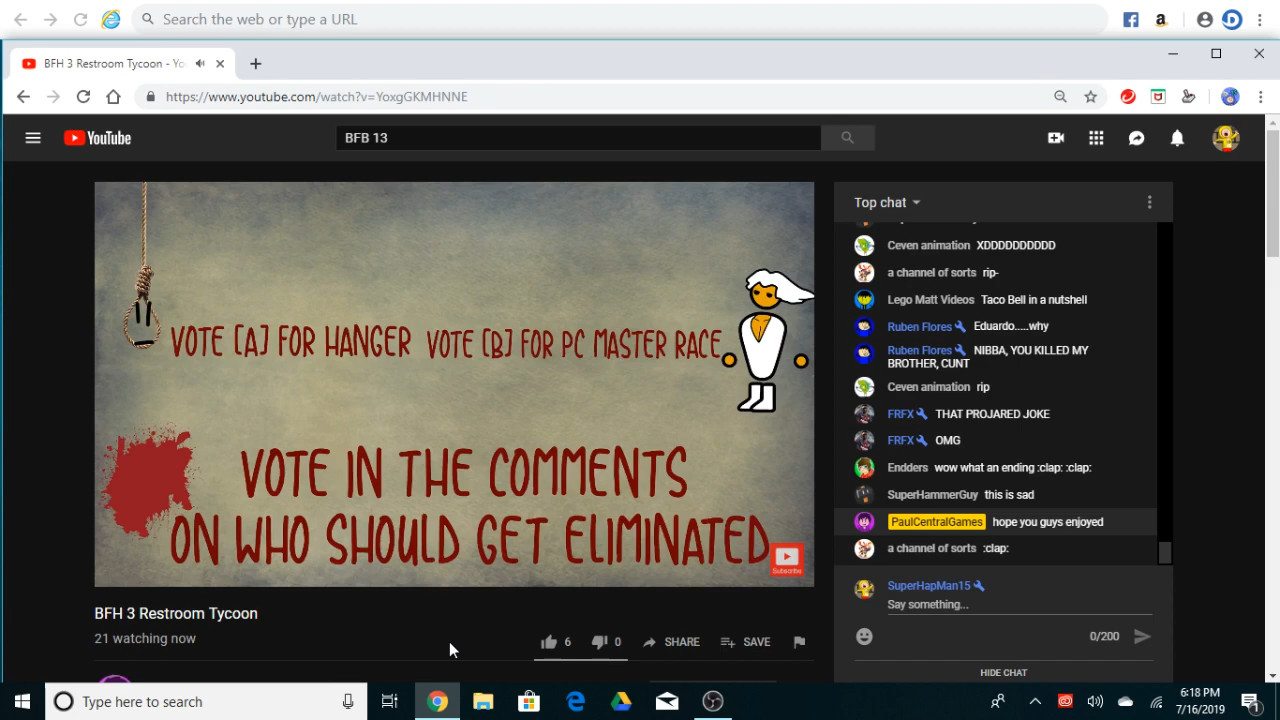 Search the web or type a URL
BFH 3 Restroom Tycoon - Yo
https://www.youtube.com/watch?v=YoxgGKMHNNE
YouTube
BFB 13
VOTE [A] FOR HANGER VOTE [B] FOR PC MASTER RACE
VOTE IN THE COMMENTS
ON WHO SHOULD GET ELIMINATED
Subscribe
BFH 3 Restroom Tycoon
21 watching now
6
0
SHARE
SAVE
Top chat
Ceven animation XDDDDDDDDDD
a channel of sorts rip-
Lego Matt Videos Taco Bell in a nutshell
Ruben Flores Eduardo.....why
Ruben Flores NIBBA, YOU KILLED MY
BROTHER, CUNT
Ceven animation rip
FRFX THAT PROJARED JOKE
FRFX OMG
Endders wow what an ending :clap: :clap:
SuperHammerGuy this is sad
PaulCentralGames hope you guys enjoyed
a channel of sorts :clap:
SuperHapMan15
Say something...
0/200
HIDE CHAT
Type here to search
6:18 PM
7/16/2019
1